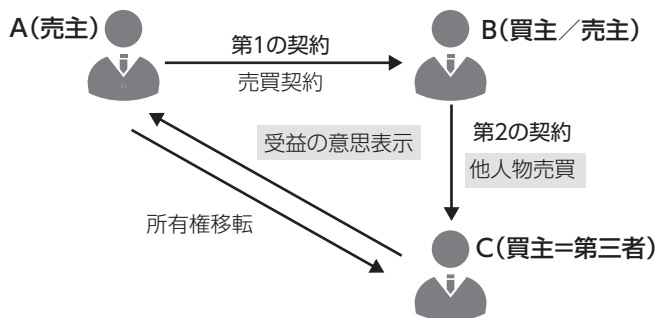 A（売主）
第1の契約
売買契約
B（買主／売主）
受益の意思表示
第2の契約
他人物売買
所有権移転
C（買主＝第三者）